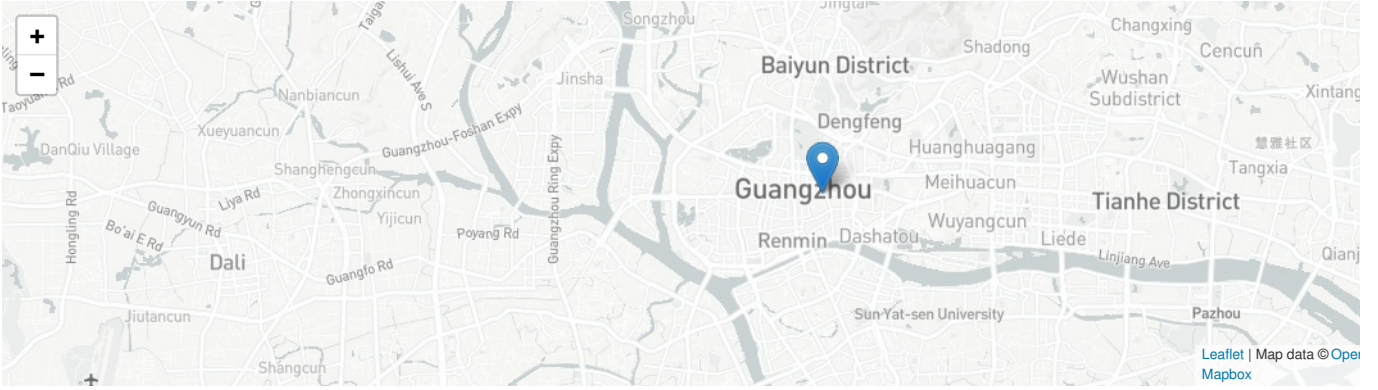 +
−
Songzhou
Jingtai
Changxing
Lishui Ave S
Shadong
Cencun
Baiyun District
Jinsha
Wushan
Subdistrict
Nanbiancun
Xintang
Dengfeng
Guangzhou-Foshan Expy
Xueyuancun
DanQiu Village
Huanghuagang
慧雅社区
Tangxia
Shanghengcun
Zhongxincun
Meihuacun
Guangzhou
Tianhe District
Liya Rd
Hongling Rd
Guangzhou Ring Expy
Guangyun Rd
Yijicun
Wuyangcun
Bo'ai E Rd
Poyang Rd
Renmin
Dashatou
Liede
Qianj
Dali
Guangfo Rd
Linjiang Ave
Jiutancun
Sun Yat-sen University
Pazhou
Shangcun
Leaflet | Map data © Oper
Mapbox